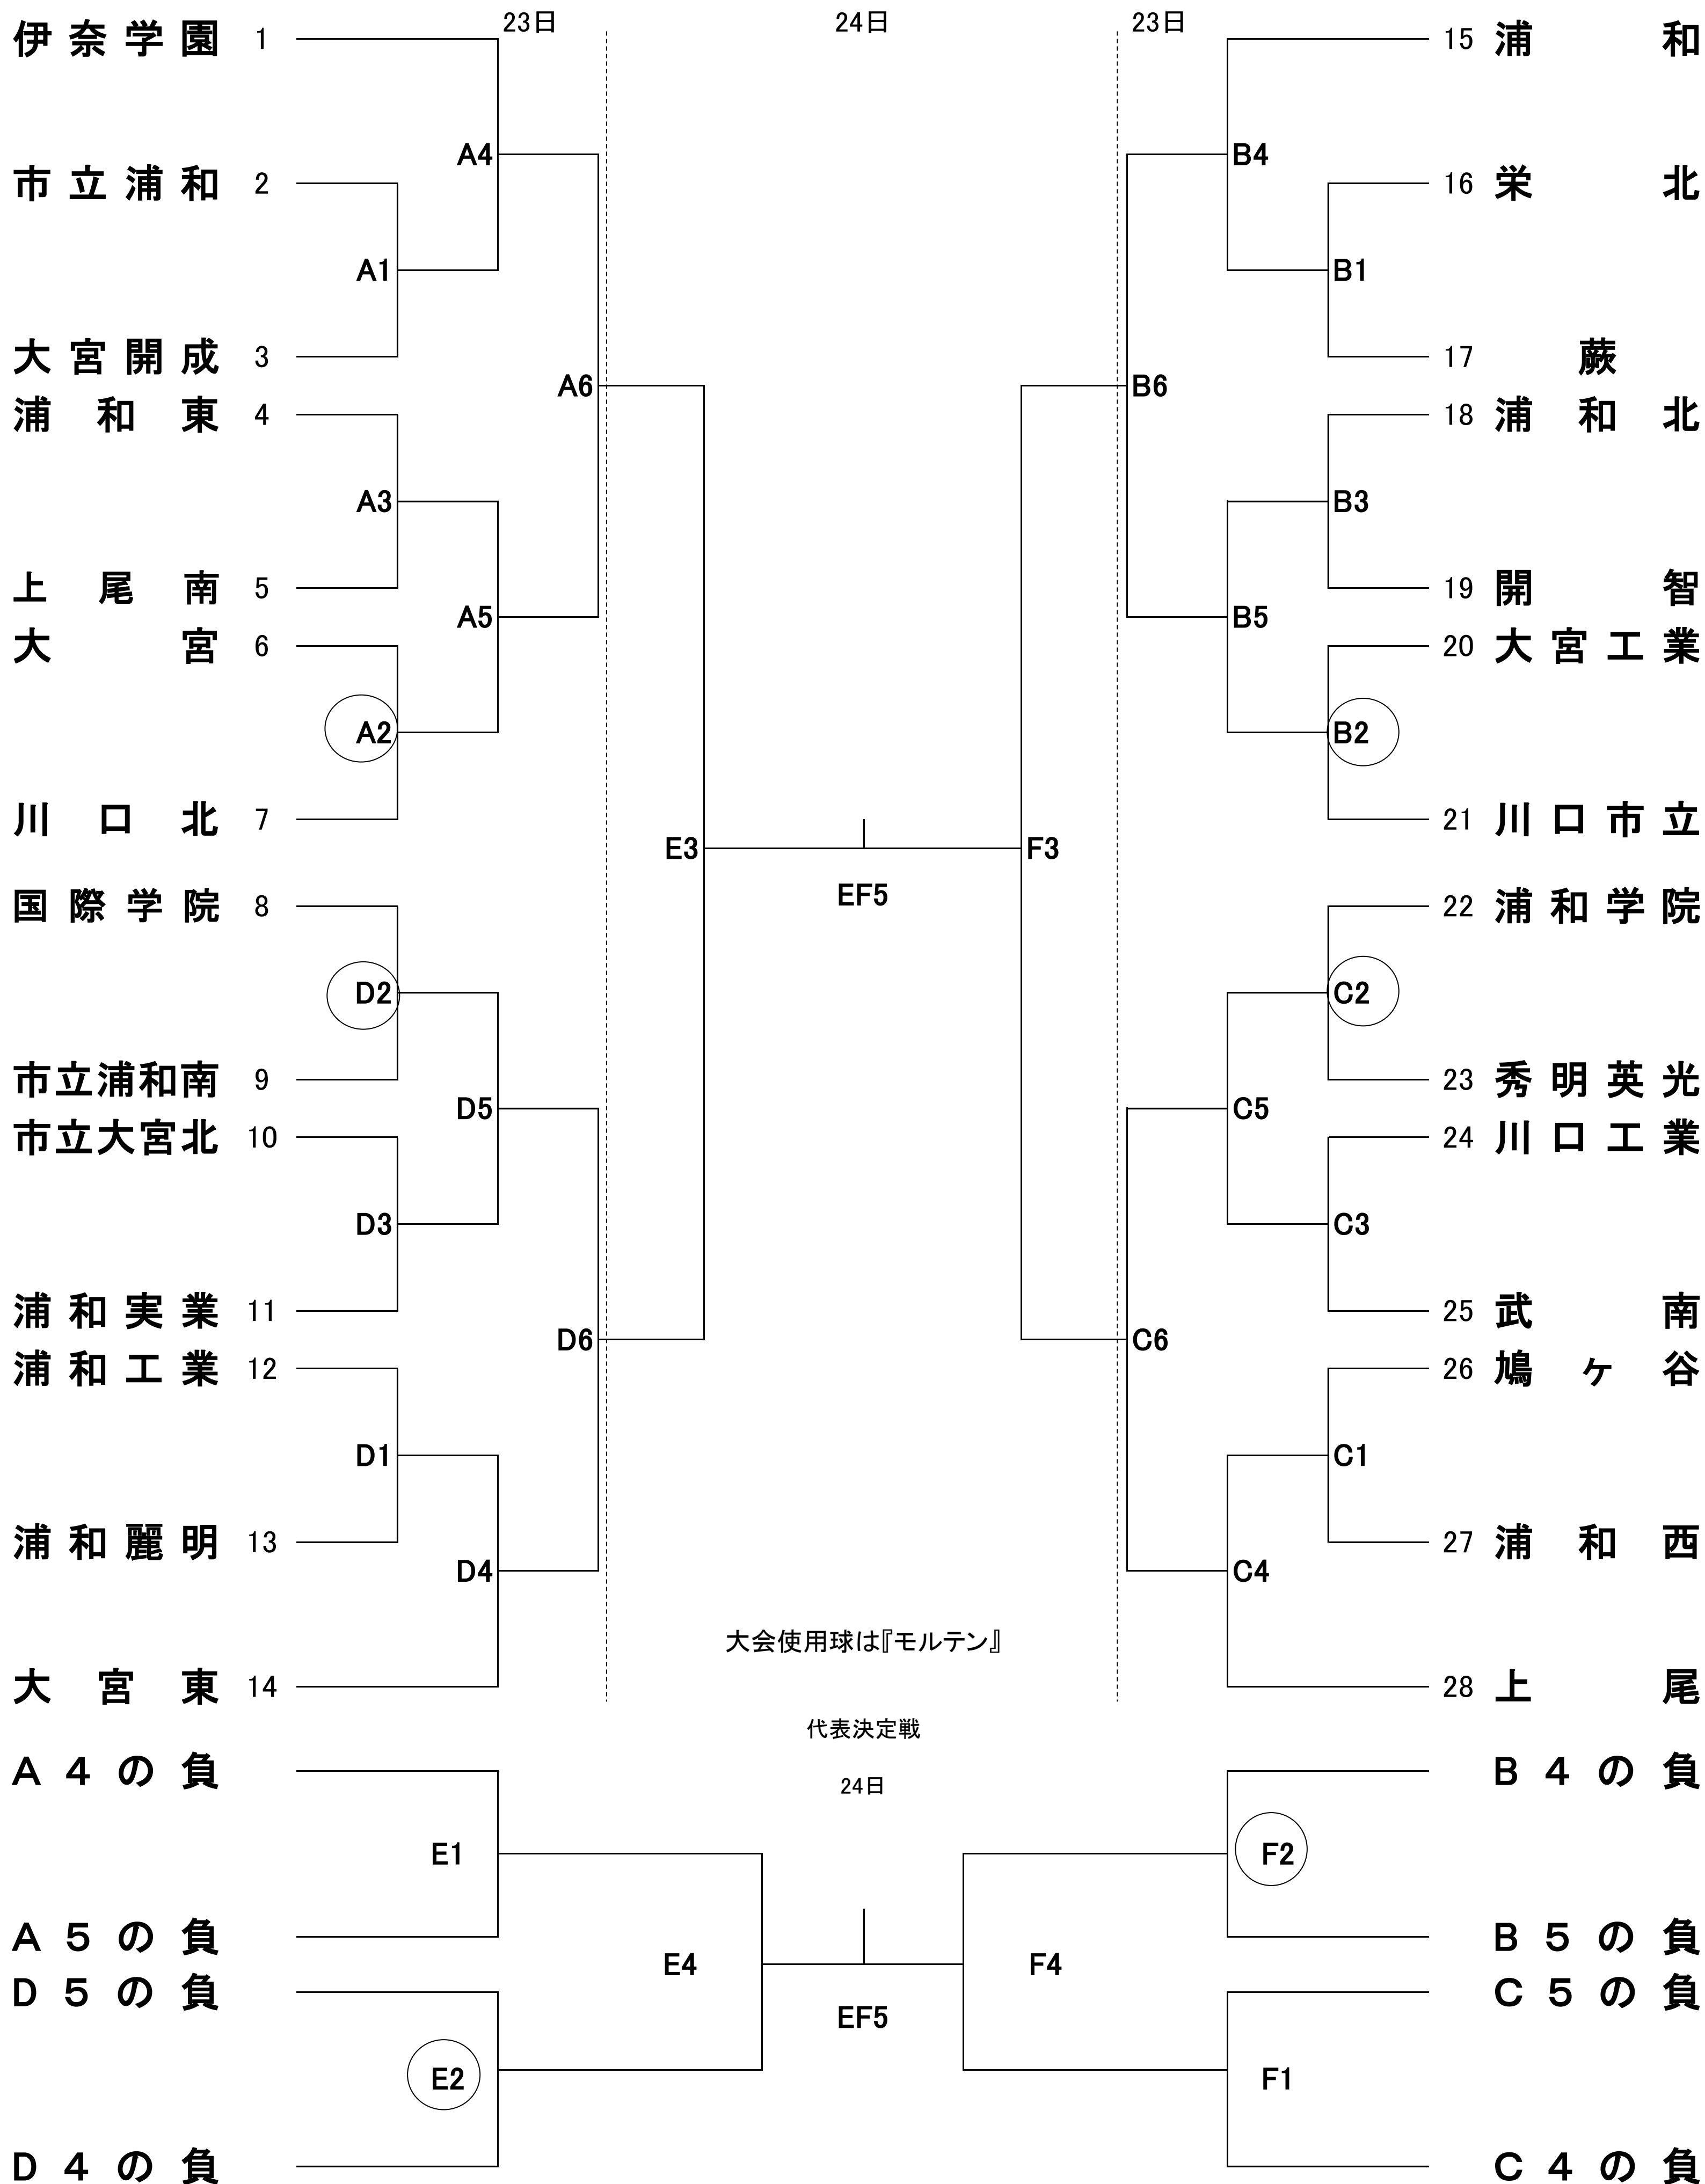 23日 24日 23日
伊奈学園 1 15 浦和
A4 B4
市立浦和 2 16 栄北
A1 B1
大宮開成 3 17 蕨
A6 B6
浦和東 4 18 浦和北
A3 B3
上尾南 5 19 開智
A5 B5
大宮 6 20 大宮工業
A2 B2
川口北 7 21 川口市立
E3 F3
EF5
国際学院 8 22 浦和学院
D2 C2
市立浦和南 9 23 秀明英光
D5 C5
市立大宮北 10 24 川口工業
D3 C3
浦和実業 11 25 武南
D6 C6
浦和工業 12 26 鳩ヶ谷
D1 C1
浦和麗明 13 27 浦和西
D4 C4
大会使用球は『モルテン』
大宮東 14 28 上尾
代表決定戦
A4の負 B4の負
24日
E1 F2
A5の負 B5の負
E4 F4
D5の負 C5の負
EF5
E2 F1
D4の負 C4の負